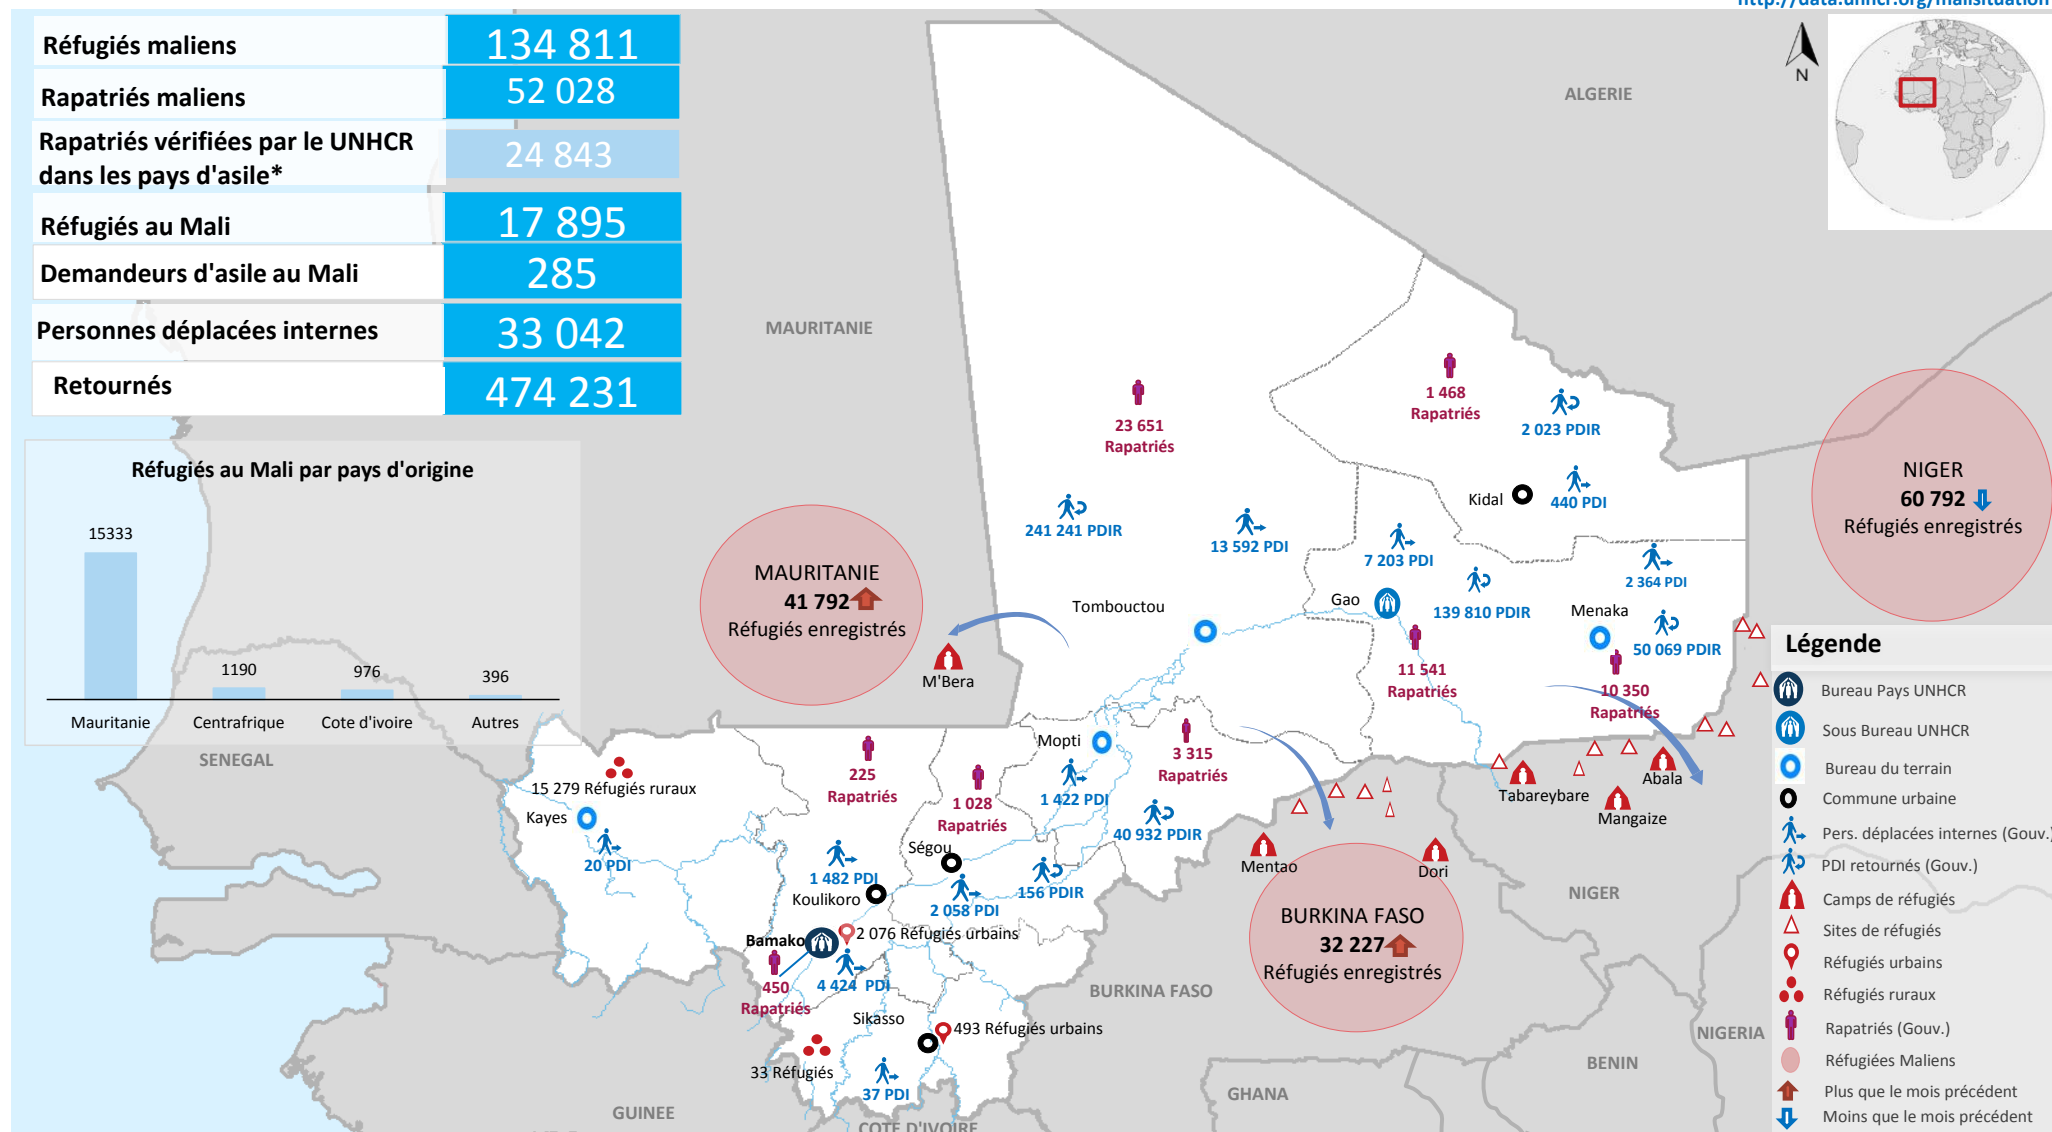 http://data.unhcr.org/malisituation
Réfugiés maliens
134 811
Rapatriés maliens
52 028
Rapatriés vérifiées par le UNHCR
dans les pays d'asile*
24 843
Réfugiés au Mali
17 895
Demandeurs d'asile au Mali
285
Personnes déplacées internes
33 042
Retournés
474 231
Réfugiés au Mali par pays d'origine
15333
1190
976
396
Mauritanie
Centrafrique
Cote d'ivoire
Autres
N
ALGERIE
MAURITANIE
SENEGAL
GUINEE
COTE D'IVOIRE
BURKINA FASO
GHANA
BENIN
NIGERIA
NIGER
NIGER
60 792
Réfugiés enregistrés
MAURITANIE
41 792
Réfugiés enregistrés
BURKINA FASO
32 227
Réfugiés enregistrés
23 651
Rapatriés
1 468
Rapatriés
2 023 PDIR
Kidal
440 PDI
241 241 PDIR
13 592 PDI
7 203 PDI
2 364 PDI
Tombouctou
Gao
139 810 PDIR
Menaka
50 069 PDIR
11 541
Rapatriés
10 350
Rapatriés
M'Bera
Mopti
3 315
Rapatriés
1 422 PDI
40 932 PDIR
225
Rapatriés
1 028
Rapatriés
15 279 Réfugiés ruraux
Kayes
20 PDI
Ségou
1 482 PDI
Koulikoro
2 058 PDI
156 PDIR
Bamako
2 076 Réfugiés urbains
450
Rapatriés
4 424 PDI
Sikasso
493 Réfugiés urbains
33 Réfugiés
37 PDI
Tabareybare
Abala
Mangaize
Mentao
Dori
Légende
Bureau Pays UNHCR
Sous Bureau UNHCR
Bureau du terrain
Commune urbaine
Pers. déplacées internes (Gouv.)
PDI retournés (Gouv.)
Camps de réfugiés
Sites de réfugiés
Réfugiés urbains
Réfugiés ruraux
Rapatriés (Gouv.)
Réfugiées Maliens
Plus que le mois précédent
Moins que le mois précédent